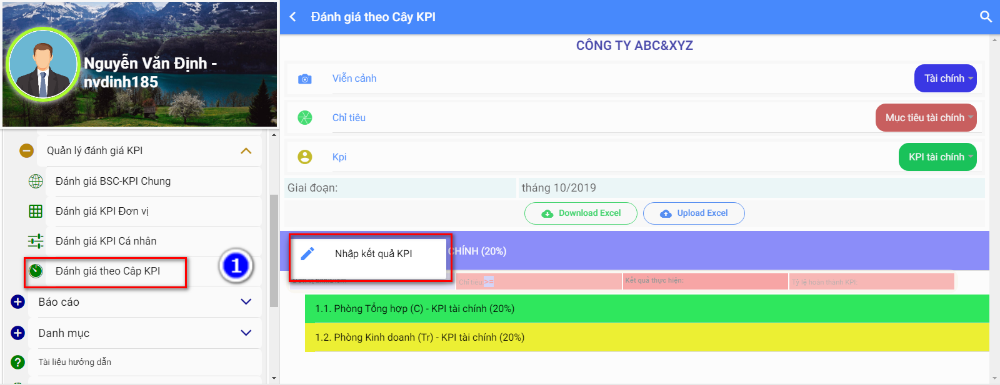 Nguyễn Văn Định -
nvdinh185
Quản lý đánh giá KPI
Đánh giá BSC-KPI Chung
Đánh giá KPI Đơn vị
Đánh giá KPI Cá nhân
Đánh giá theo Câp KPI
1
Báo cáo
Danh mục
Tài liệu hướng dẫn
Đánh giá theo Cây KPI
CÔNG TY ABC&XYZ
Viễn cảnh
Tài chính
Chỉ tiêu
Mục tiêu tài chính
Kpi
KPI tài chính
Giai đoạn:
tháng 10/2019
Download Excel
Upload Excel
Nhập kết quả KPI
CHÍNH (20%)
Chỉ tiêu: >=
Kết quả thực hiện:
Tỷ lệ hoàn thành KPI:
1.1. Phòng Tổng hợp (C) - KPI tài chính (20%)
1.2. Phòng Kinh doanh (Tr) - KPI tài chính (20%)